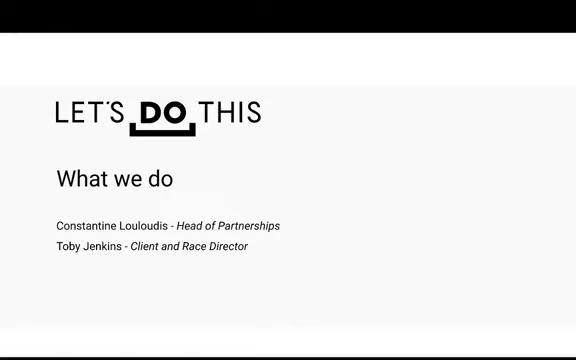 LET'S DO THIS
What we do
Constantine Louloudis - Head of Partnerships
Toby Jenkins - Client and Race Director